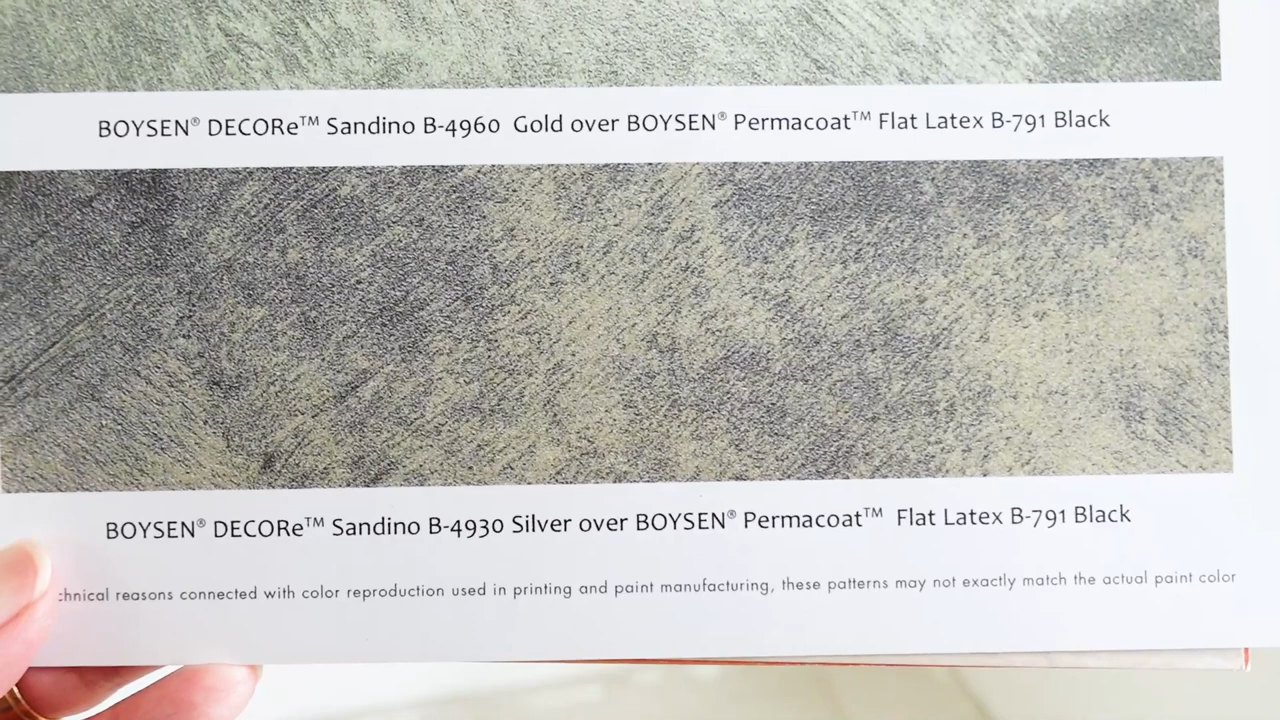 BOYSEN® DECORe™ Sandino B-4960 Gold over BOYSEN® Permacoat™ Flat Latex B-791 Black
BOYSEN® DECORe™ Sandino B-4930 Silver over BOYSEN® Permacoat™ Flat Latex B-791 Black
chnical reasons connected with color reproduction used in printing and paint manufacturing, these patterns may not exactly match the actual paint color